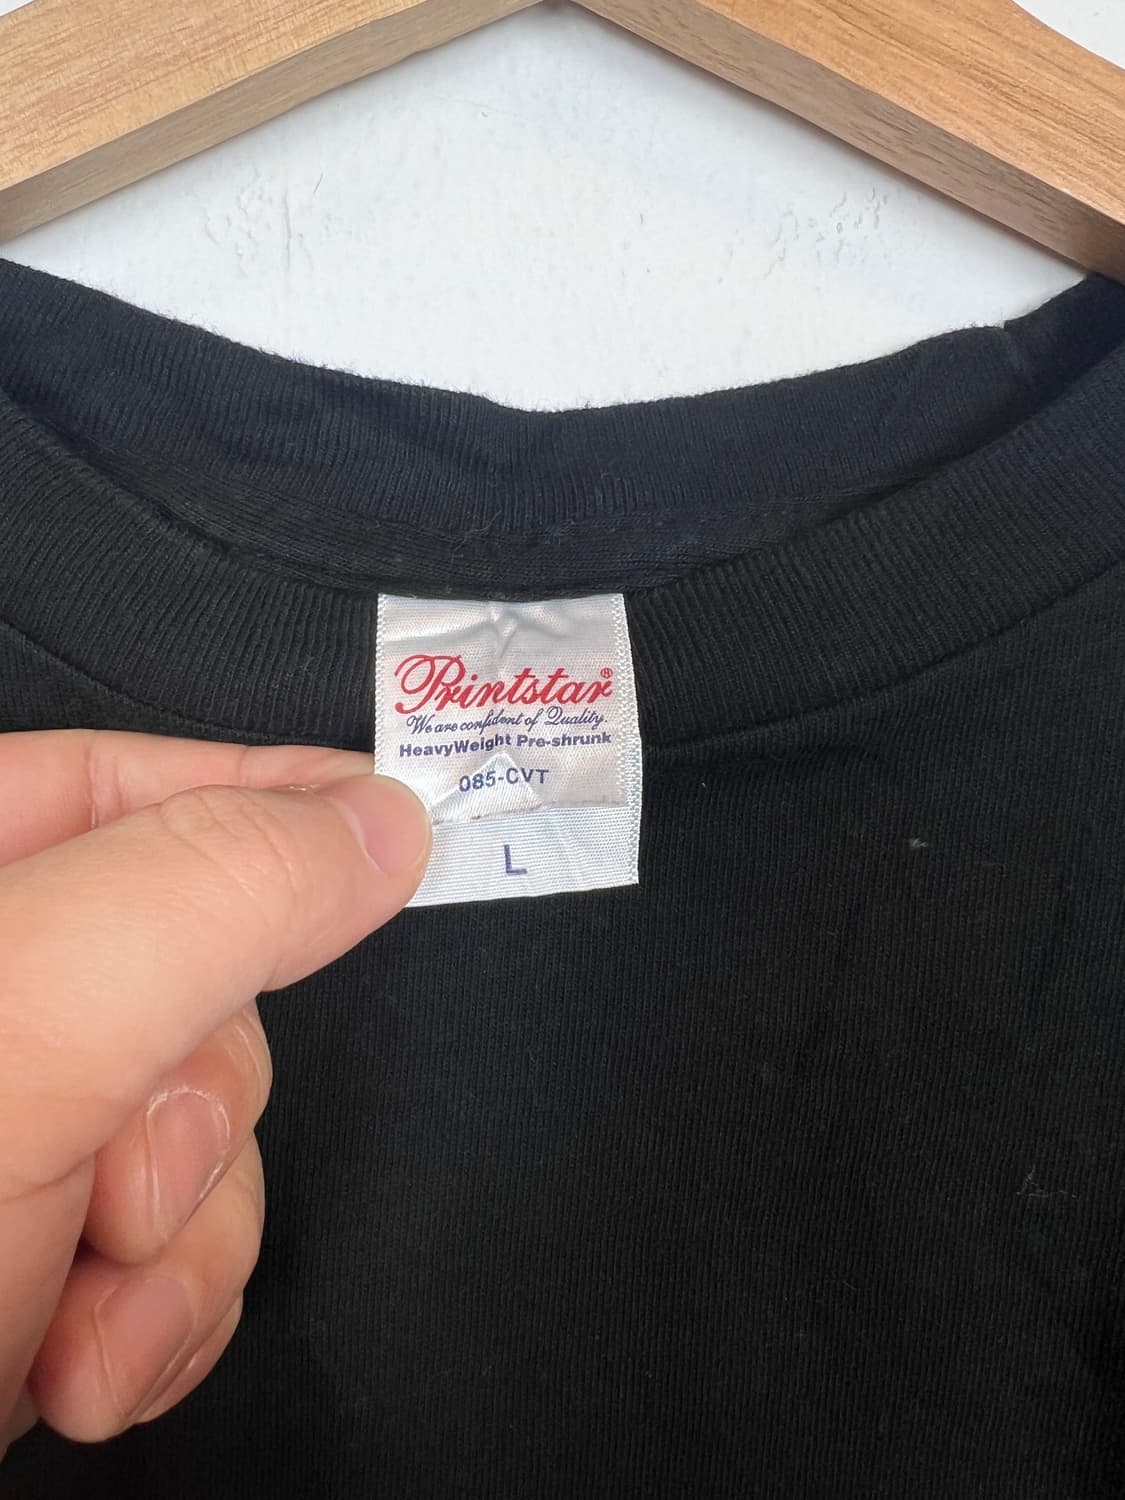 Printstar®
We are confident of Quality.
HeavyWeight Pre-shrunk
085-CVT
L